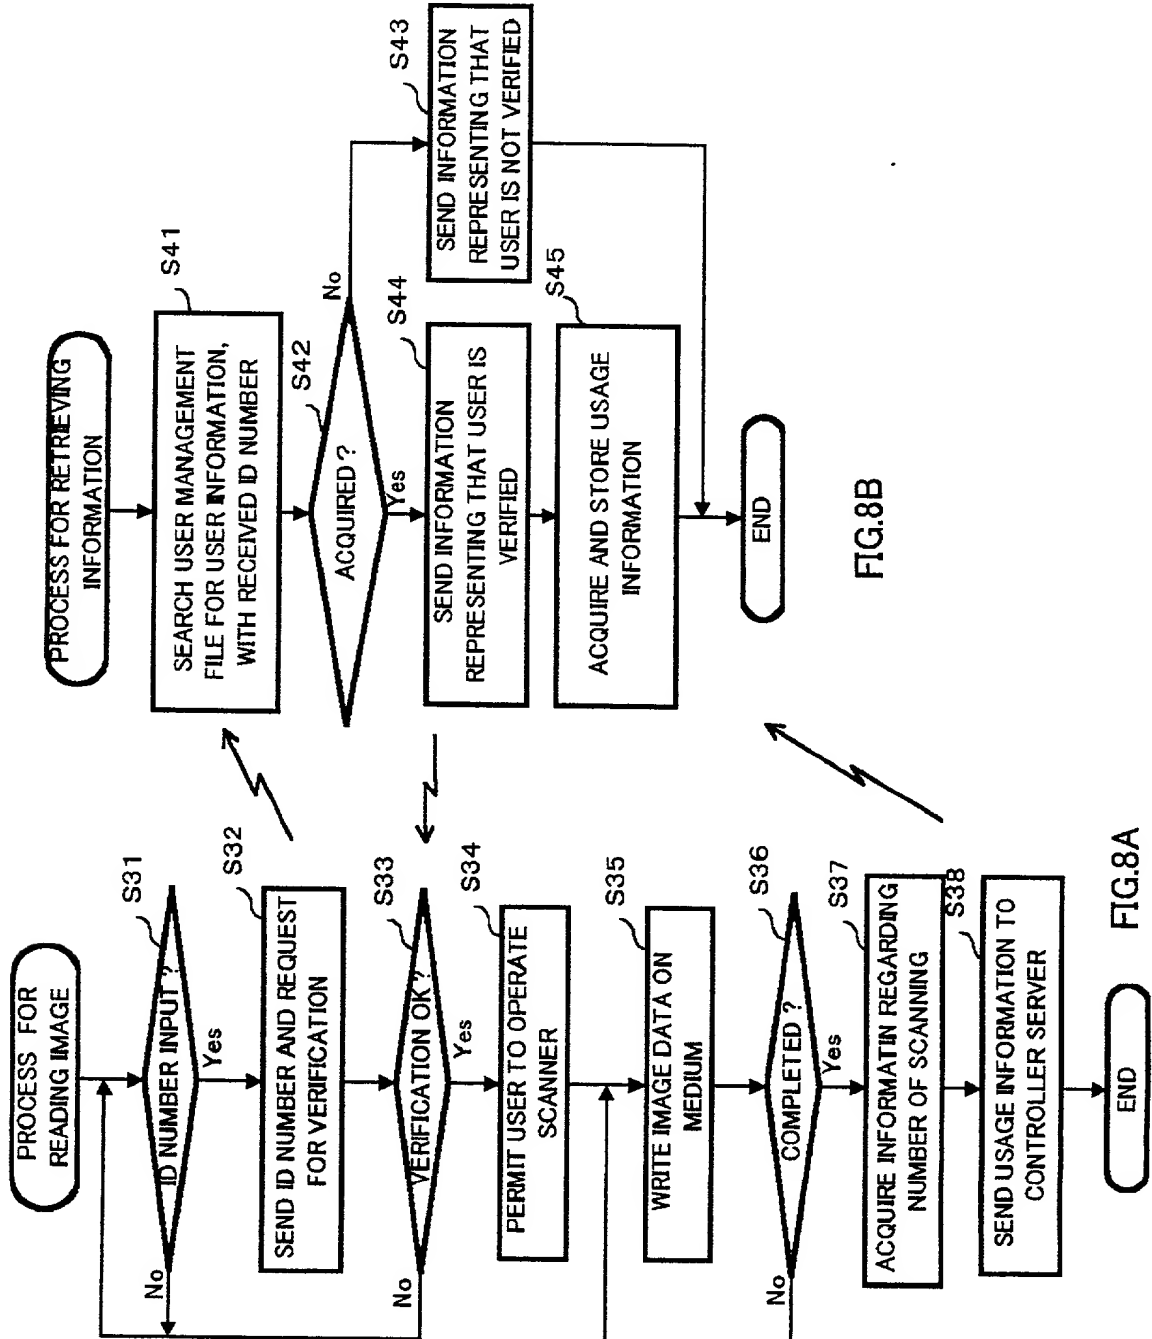 PROCESS FOR
READING IMAGE
S31
ID NUMBER INPUT ?
No
Yes
S32
SEND ID NUMBER AND REQUEST
FOR VERIFICATION
S33
VERIFICATION OK ?
No
Yes
S34
PERMIT USER TO OPERATE
SCANNER
S35
WRITE IMAGE DATA ON
MEDIUM
S36
COMPLETED ?
No
Yes
S37
ACQUIRE INFORMATIN REGARDING
NUMBER OF SCANNING
S38
SEND USAGE INFORMATION TO
CONTROLLER SERVER
END
FIG.8A
PROCESS FOR RETRIEVING
INFORMATION
S41
SEARCH USER MANAGEMENT
FILE FOR USER INFORMATION,
WITH RECEIVED ID NUMBER
S42
ACQUIRED ?
No
Yes
S43
SEND INFORMATION
REPRESENTING THAT
USER IS NOT VERIFIED
S44
SEND INFORMATION
REPRESENTING THAT USER IS
VERIFIED
S45
ACQUIRE AND STORE USAGE
INFORMATION
END
FIG.8B